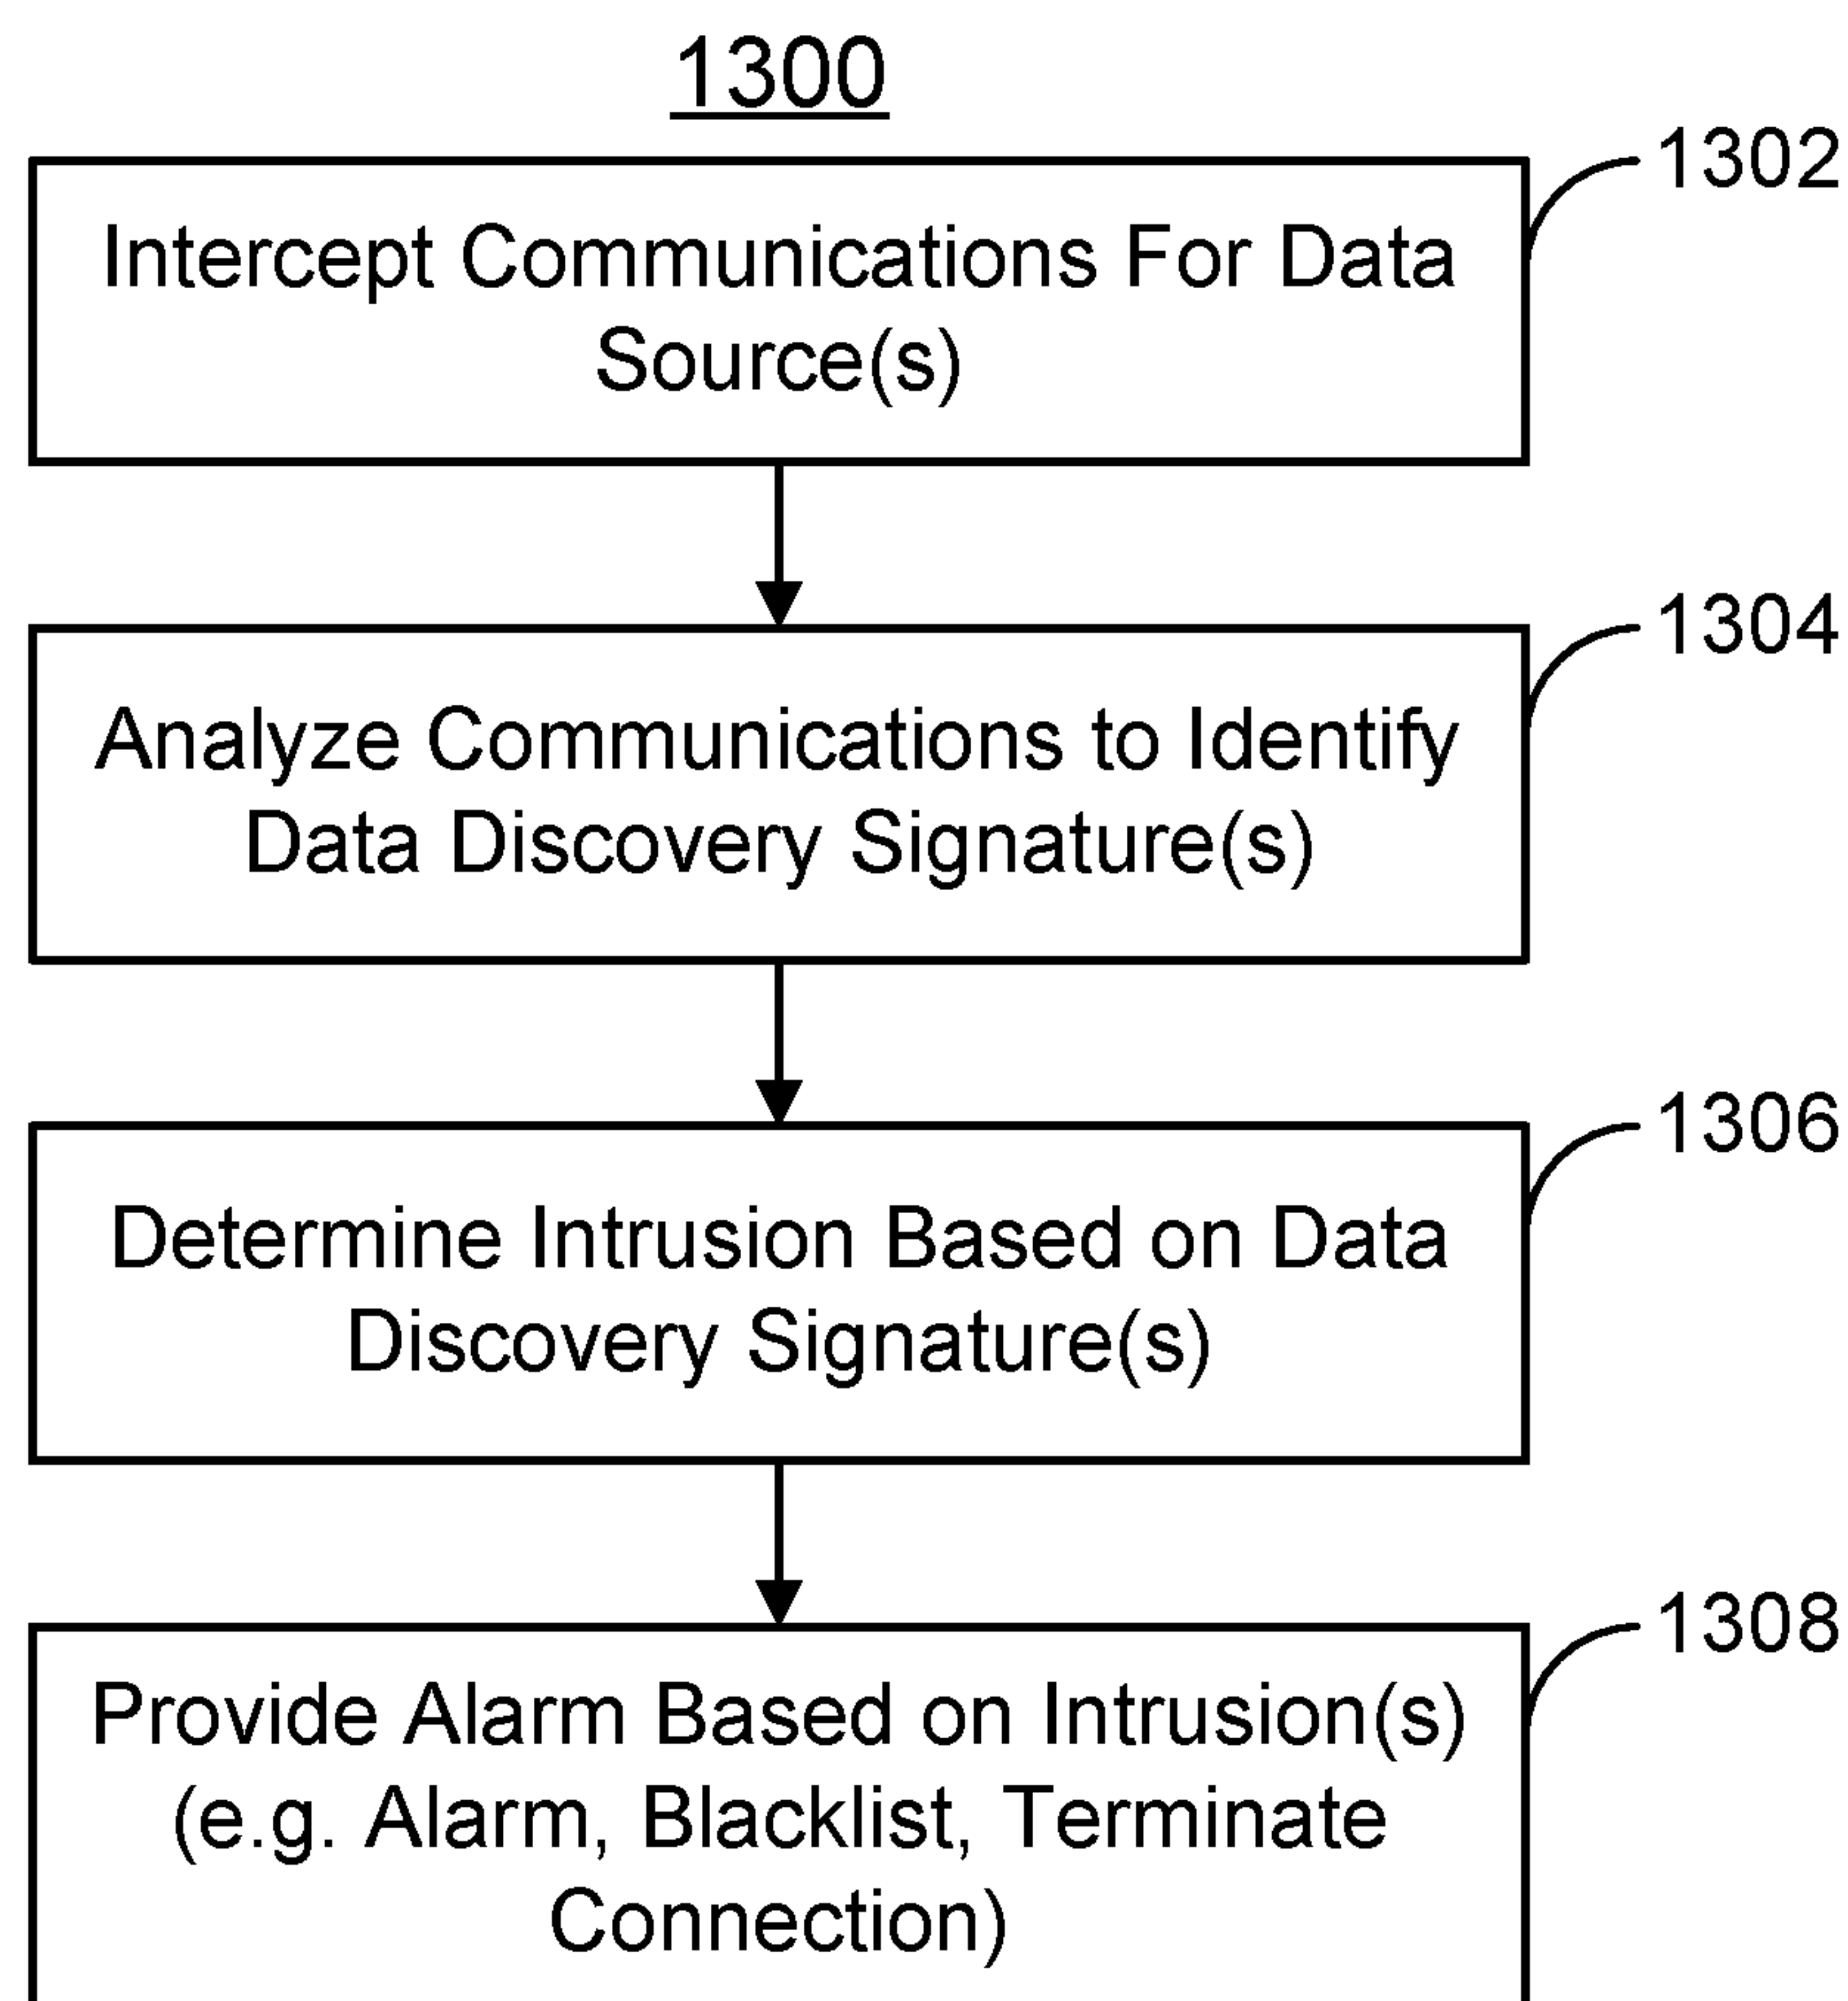 1300
1302
Intercept Communications For Data
Source(s)
1304
Analyze Communications to Identify
Data Discovery Signature(s)
1306
Determine Intrusion Based on Data
Discovery Signature(s)
1308
Provide Alarm Based on Intrusion(s)
(e.g. Alarm, Blacklist, Terminate
Connection)